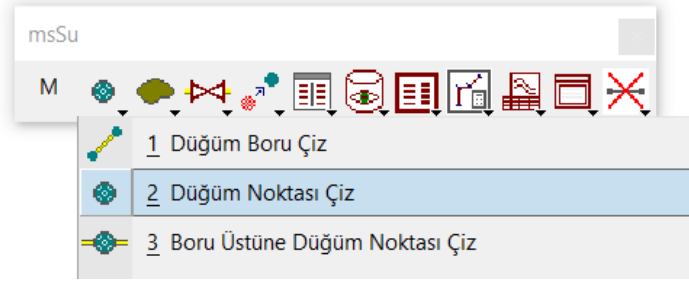 msSu
M
1 Düğüm Boru Çiz
2 Düğüm Noktası Çiz
3 Boru Üstüne Düğüm Noktası Çiz